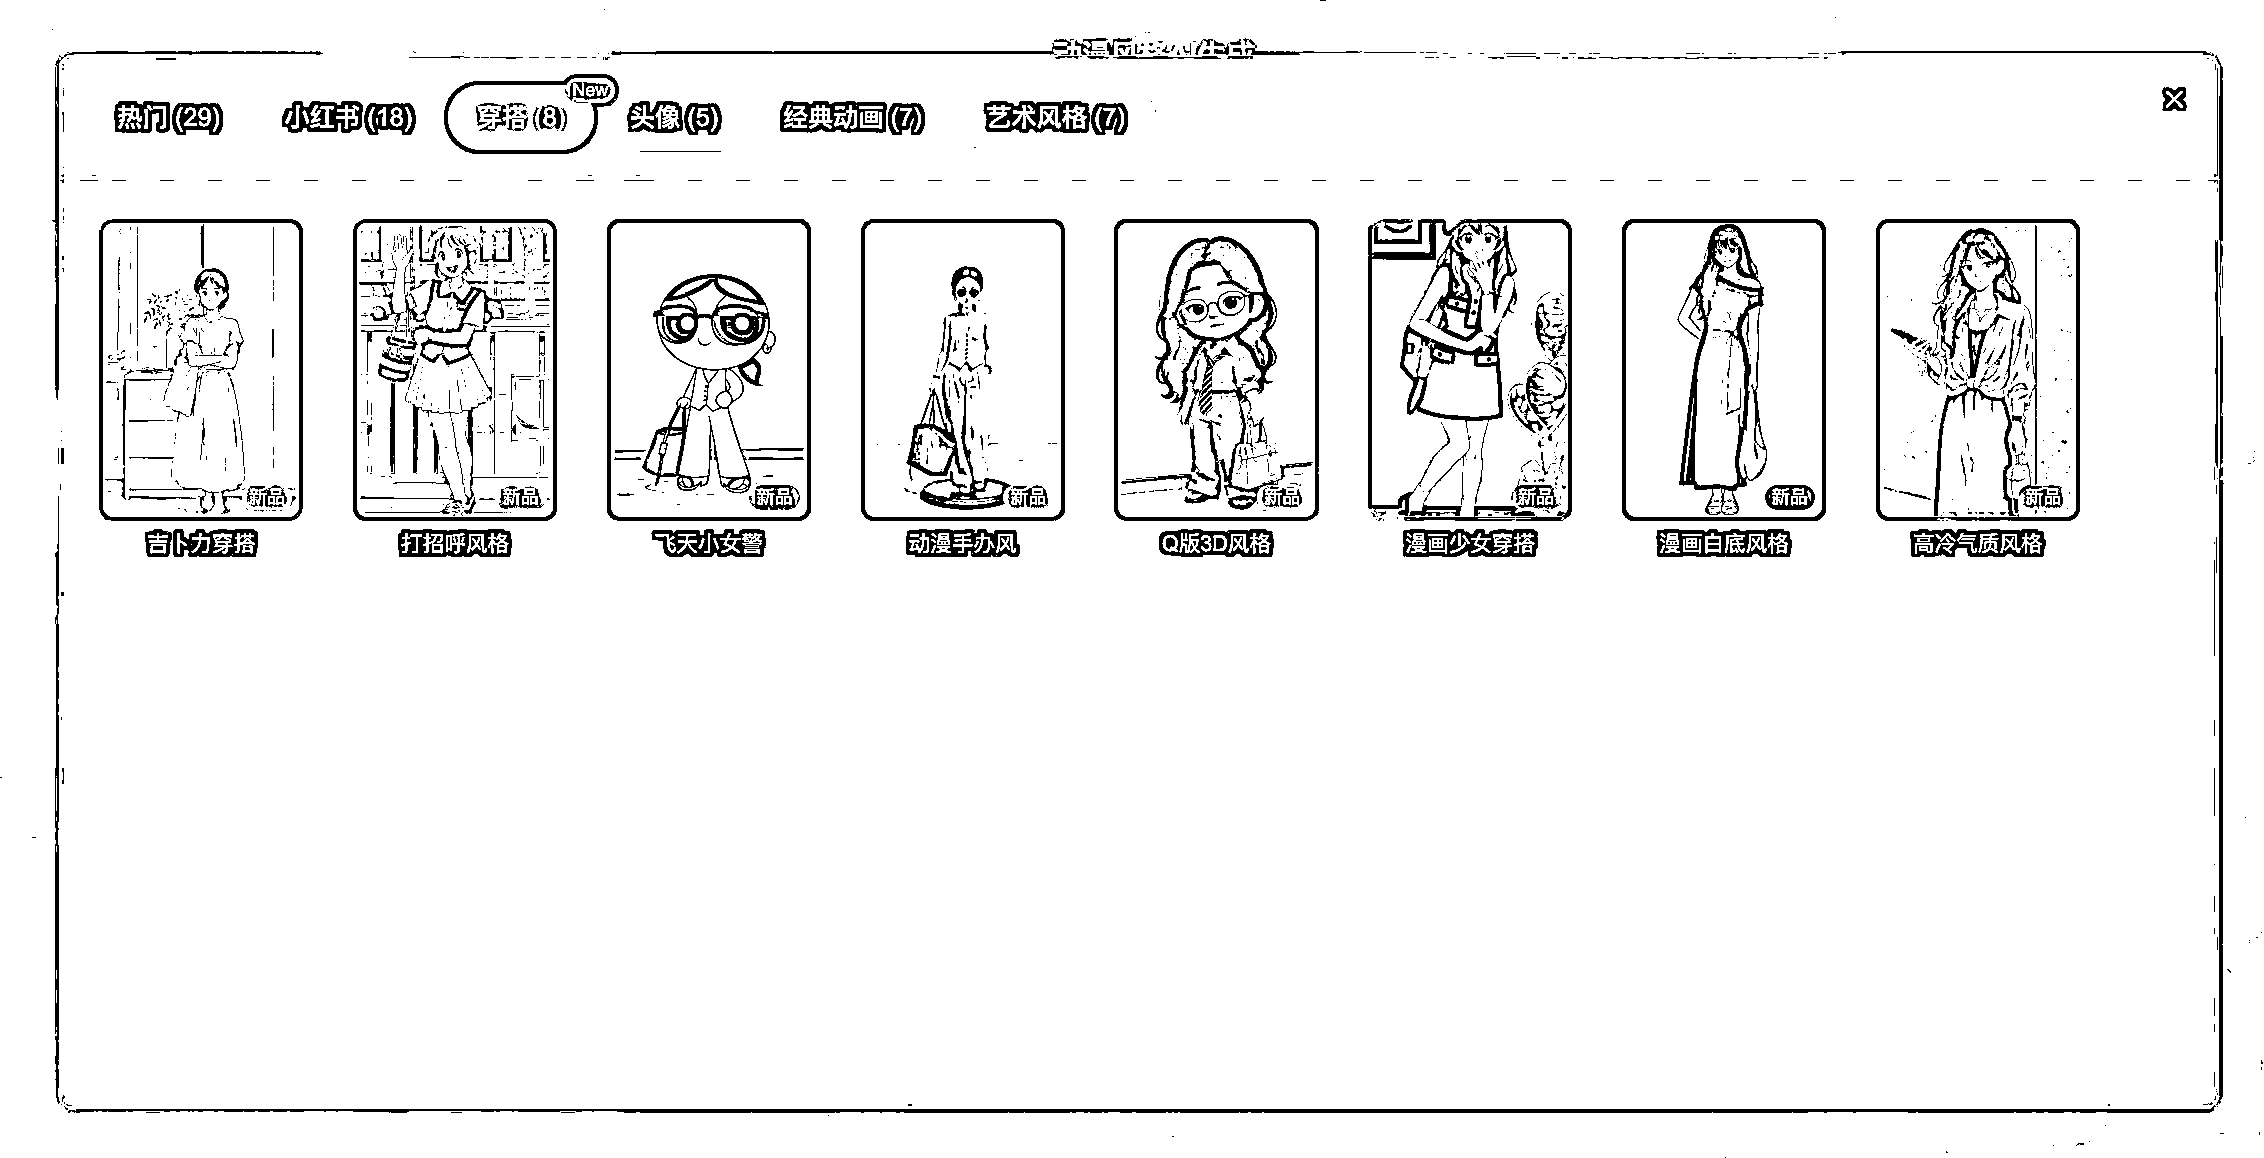 热门 (29) 小红书 (18) 穿搭 (8) New 头像 (5) 经典动画 (7) 艺术风格 (7)
新品 新品 新品 新品 新品 新品 新品 新品
吉卜力穿搭 打招呼风格 飞天小女警 动漫手办风 Q版3D风格 漫画少女穿搭 漫画白底风格 高冷气质风格